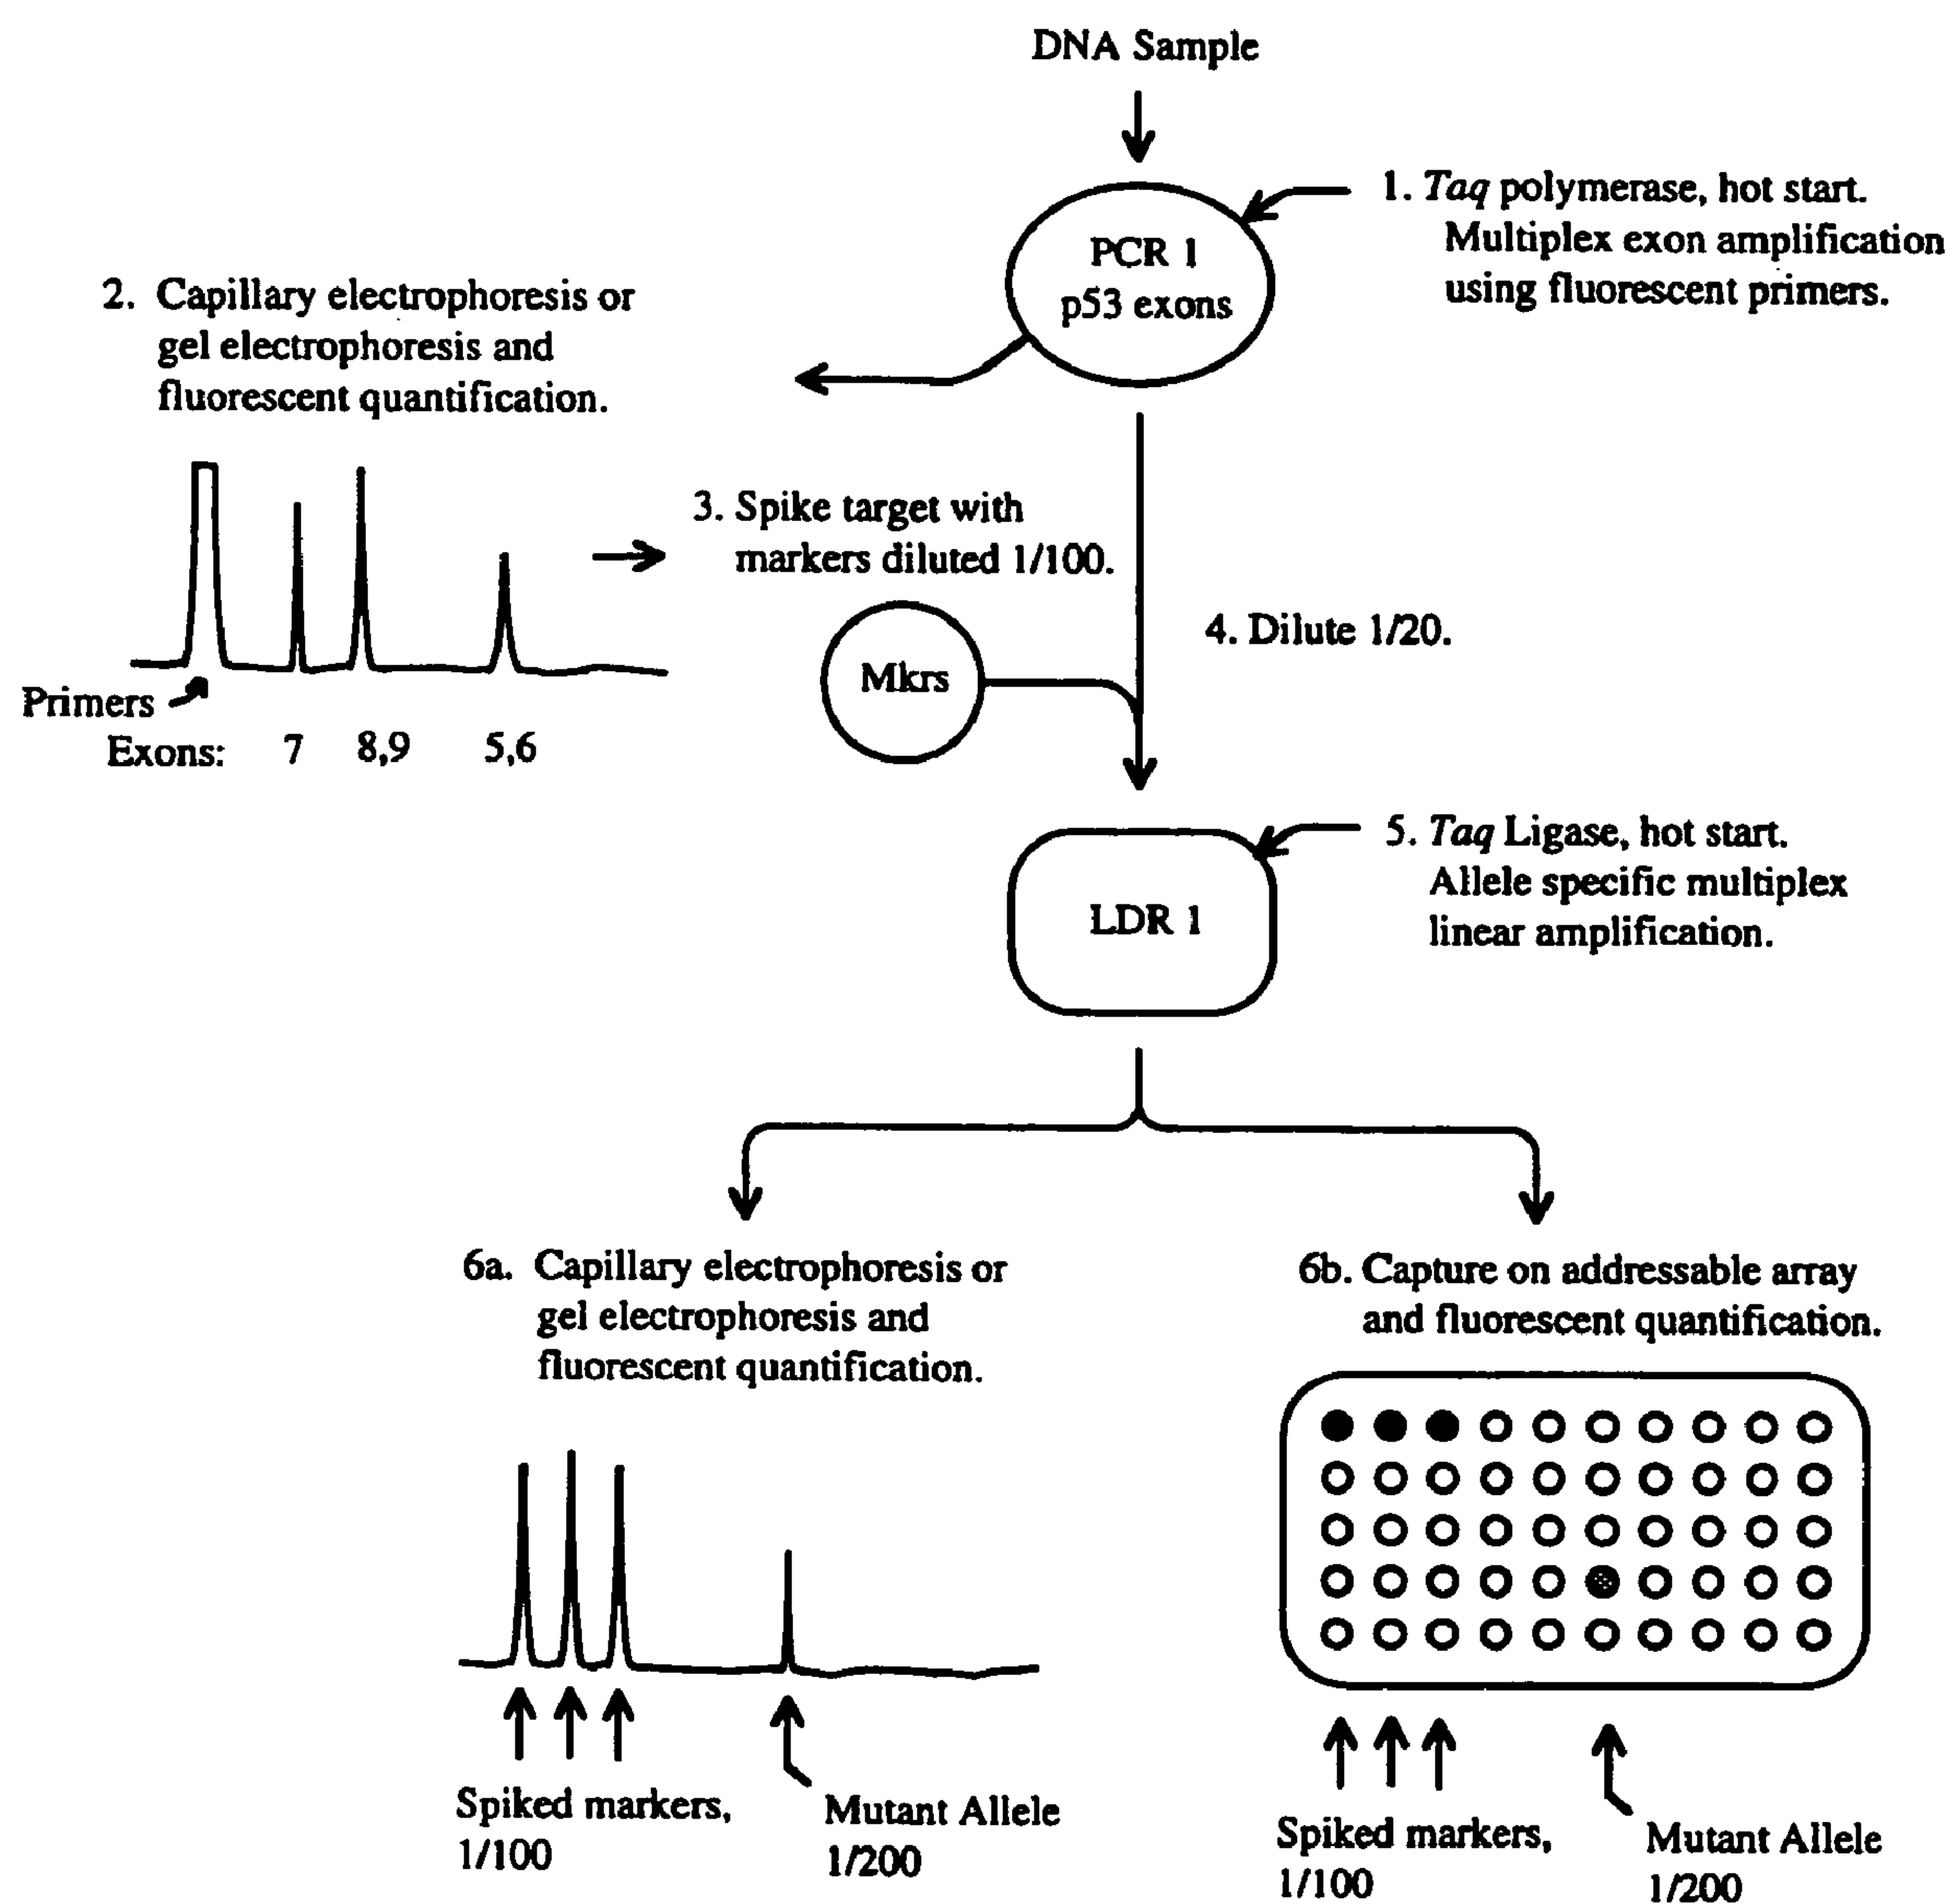 DNA Sample
1. Taq polymerase, hot start.
Multiplex exon amplification
using fluorescent primers.
PCR 1
p53 exons
2. Capillary electrophoresis or
gel electrophoresis and
fluorescent quantification.
3. Spike target with
markers diluted 1/100.
4. Dilute 1/20.
Mkrs
Primers
Exons: 7 8,9 5,6
5. Taq Ligase, hot start.
Allele specific multiplex
linear amplification.
LDR 1
6a. Capillary electrophoresis or
gel electrophoresis and
fluorescent quantification.
6b. Capture on addressable array
and fluorescent quantification.
Spiked markers,
1/100
Mutant Allele
1/200
Spiked markers,
1/100
Mutant Allele
1/200